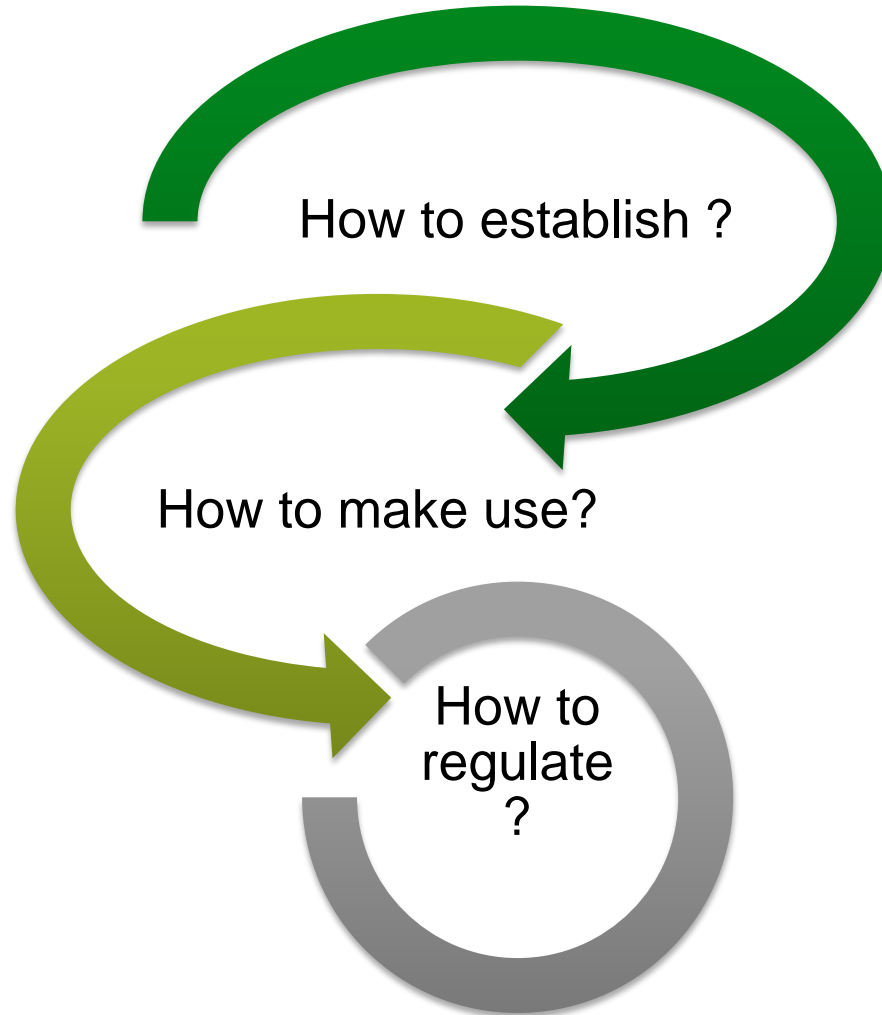 How to establish ?
How to make use?
How to
regulate
?